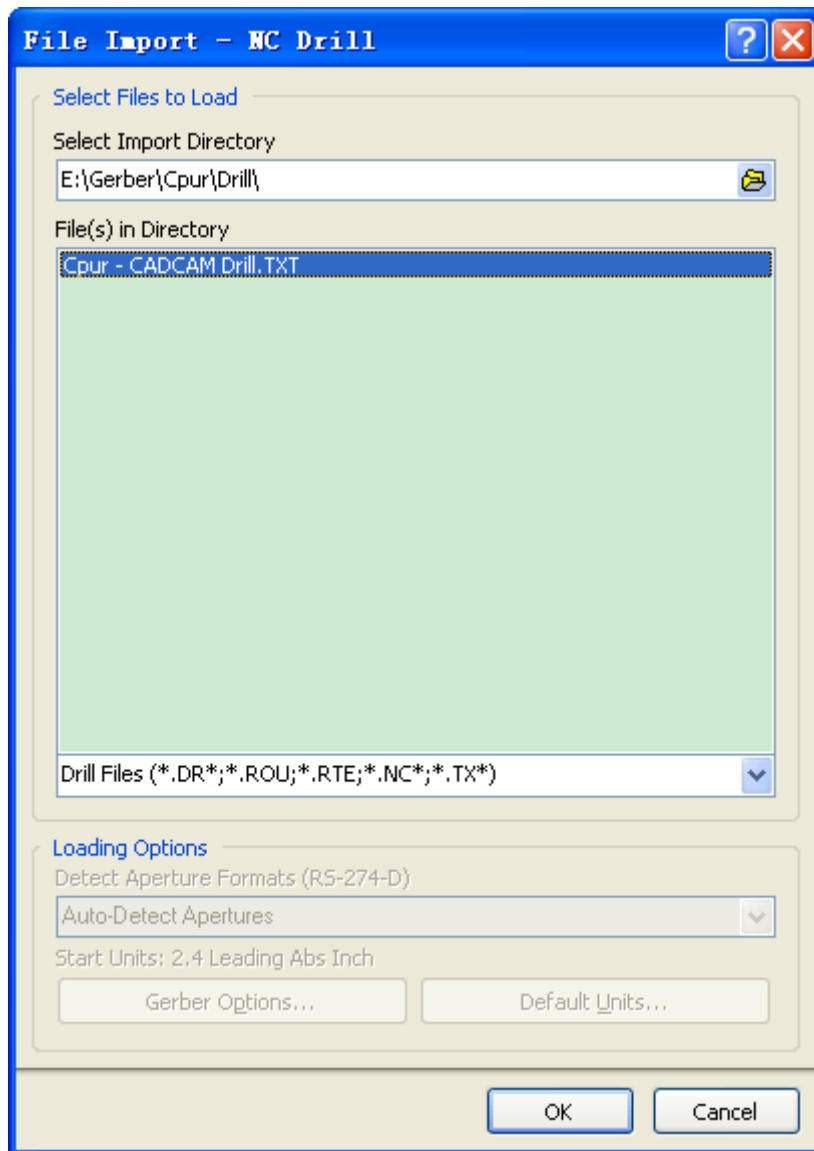 File Import - NC Drill
Select Files to Load
Select Import Directory
E:\Gerber\Cpur\Drill\
File(s) in Directory
Cpur - CADCAM Drill.TXT
Drill Files (*.DR*;*.ROU;*.RTE;*.NC*;*.TX*)
Loading Options
Detect Aperture Formats (RS-274-D)
Auto-Detect Apertures
Start Units: 2.4 Leading Abs Inch
Gerber Options... Default Units...
OK Cancel